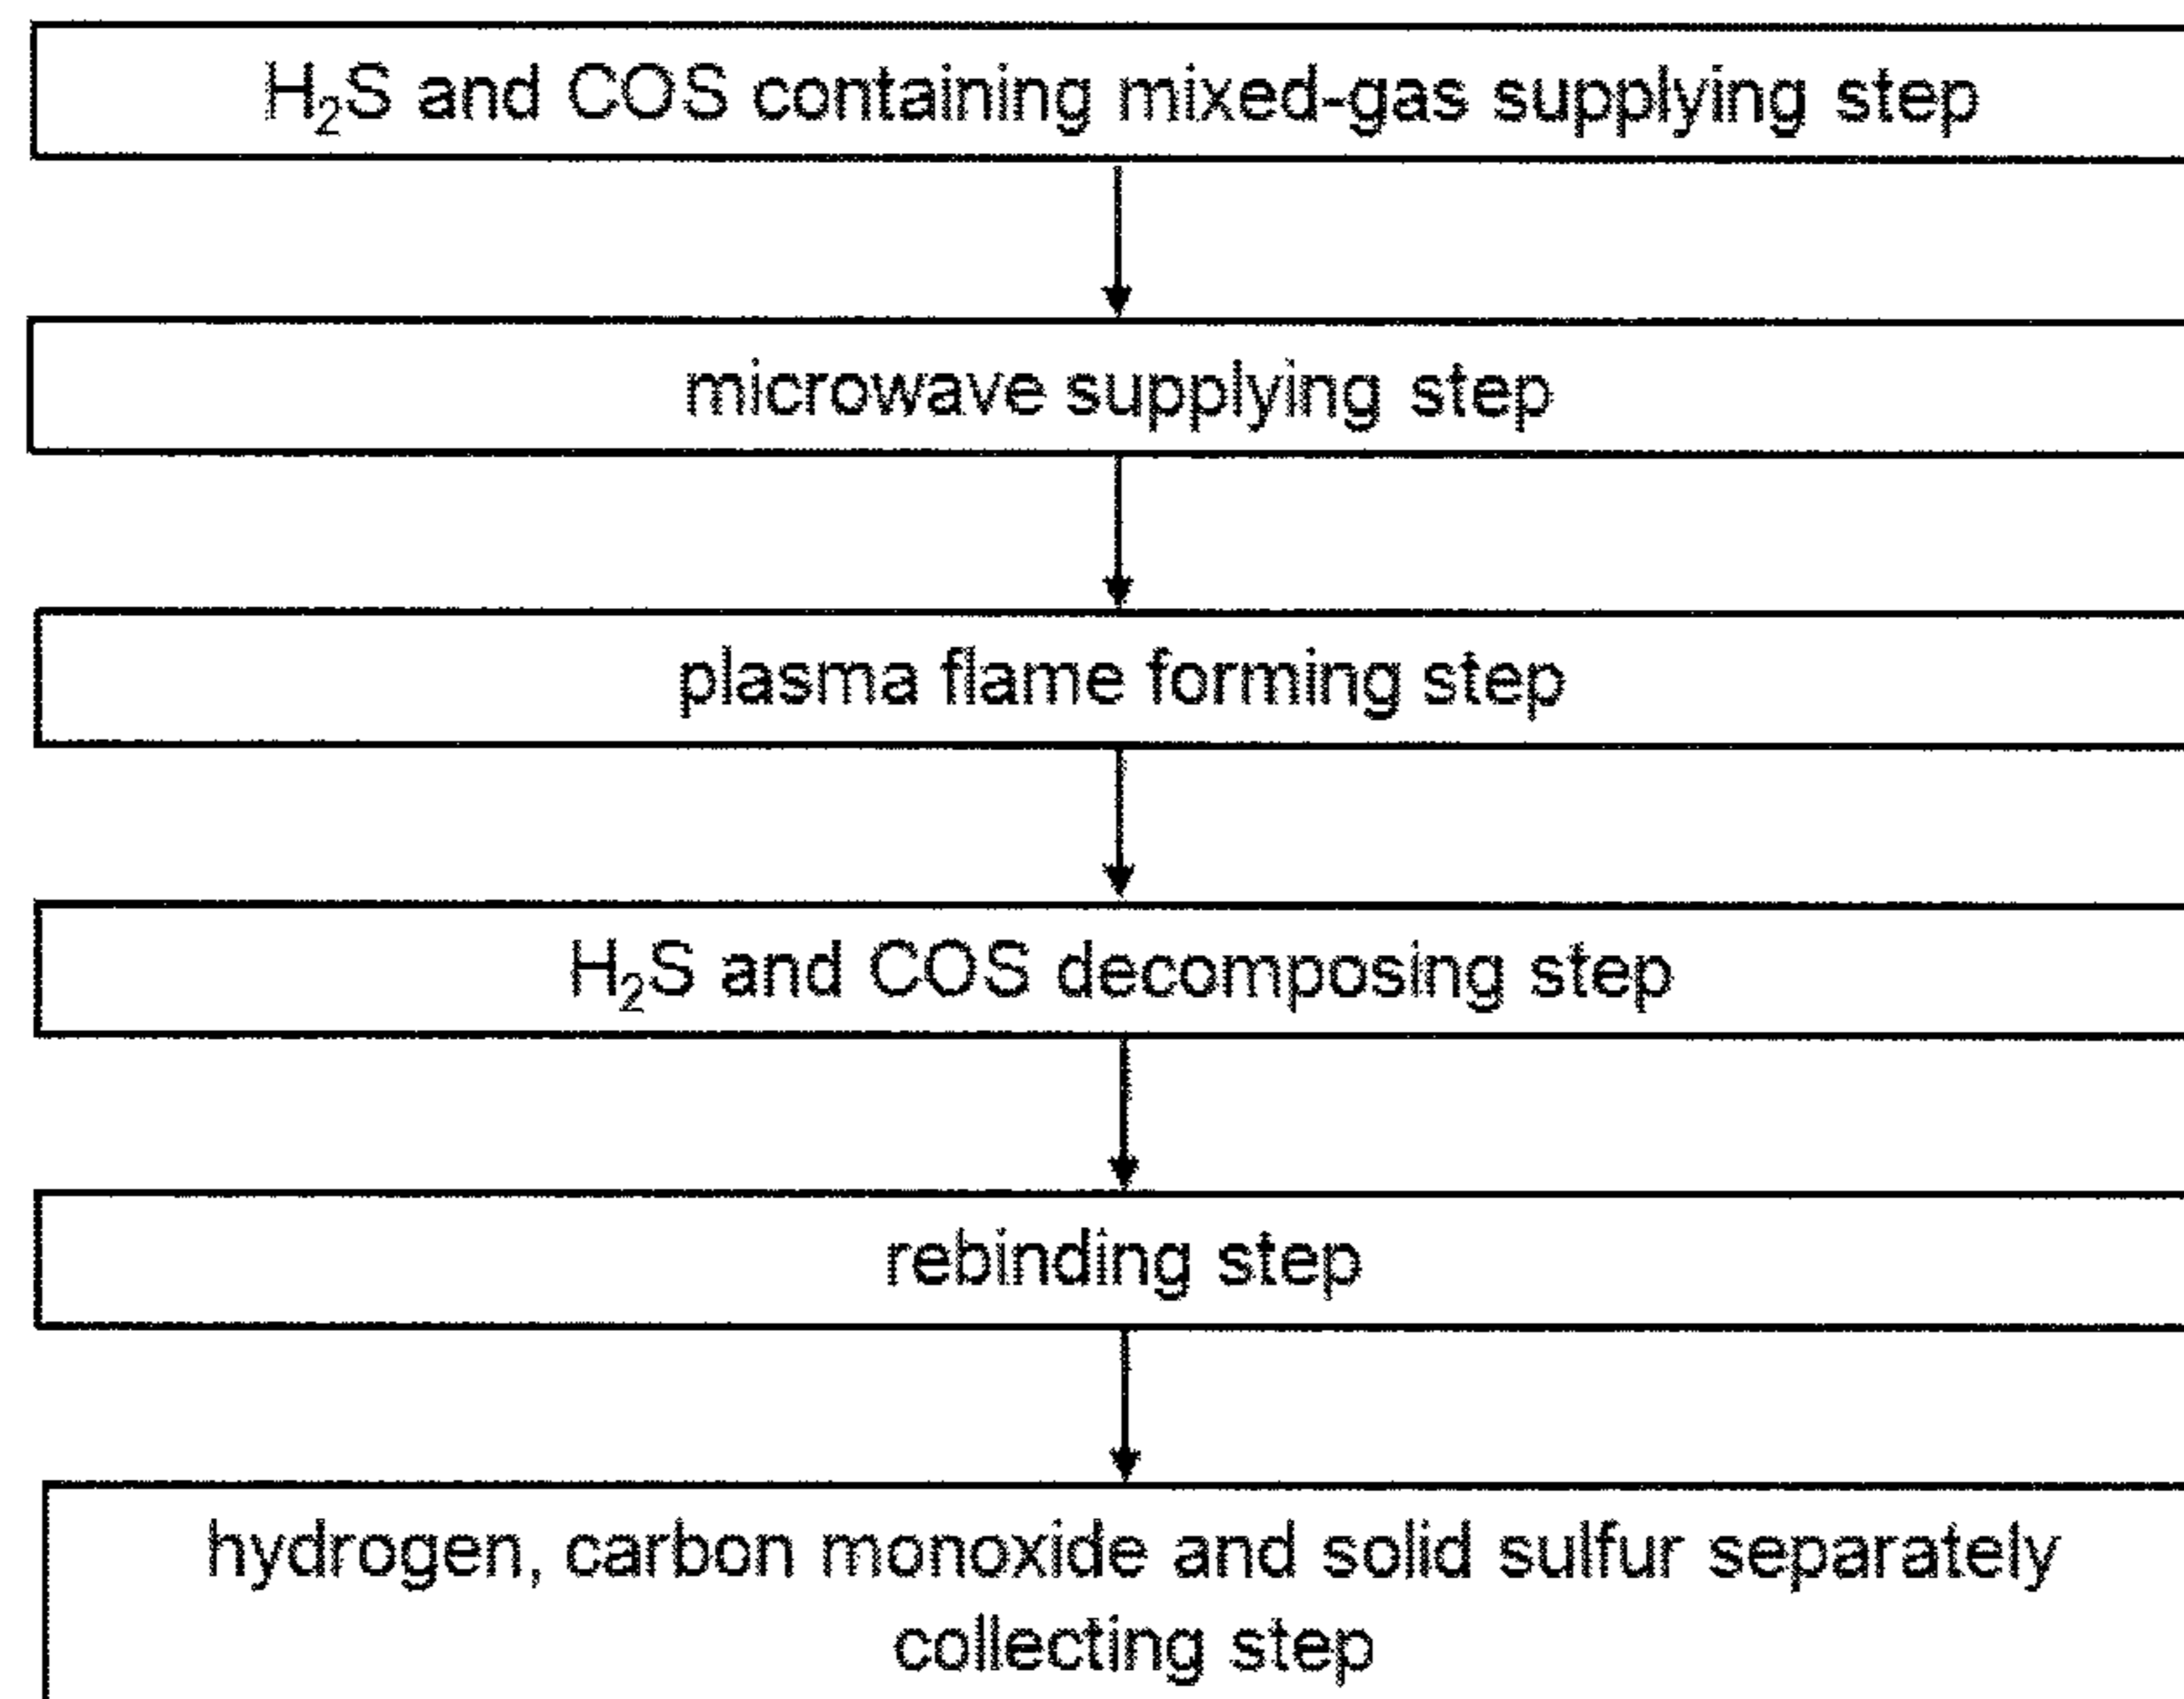 H₂S and COS containing mixed-gas supplying step
microwave supplying step
plasma flame forming step
H₂S and COS decomposing step
rebinding step
hydrogen, carbon monoxide and solid sulfur separately
collecting step